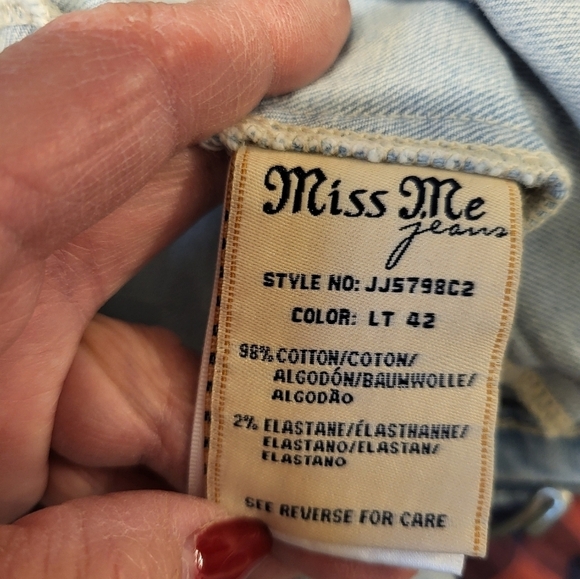 Miss Me
jeans
STYLE NO: JJ5798C2
COLOR: LT 42
98% COTTON/COTON/
ALGODÓN/BAUMWOLLE/
ALGODÃO
2% ELASTANE/ÉLASTHANNE/
ELASTANO/ELASTAN/
ELASTANO
SEE REVERSE FOR CARE